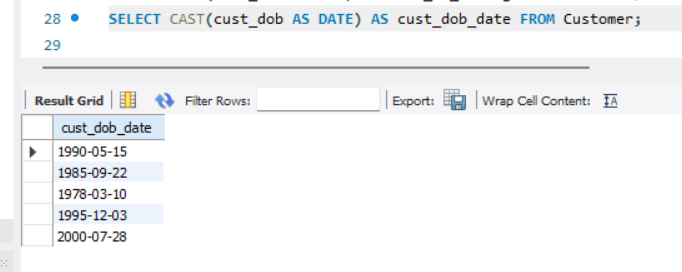 28 SELECT CAST(cust_dob AS DATE) AS cust_dob_date FROM Customer;
29
Result Grid Filter Rows: Export: Wrap Cell Content: IA
cust_dob_date
1990-05-15
1985-09-22
1978-03-10
1995-12-03
2000-07-28